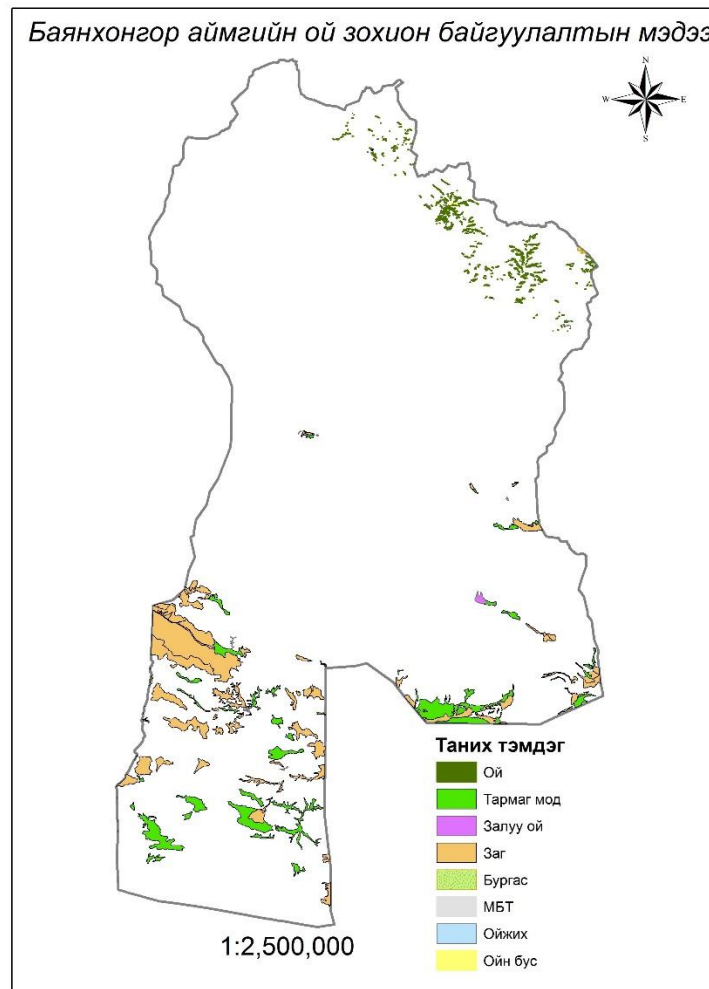 Баянхонгор аймгийн ой зохион байгуулалтын мэдээ
N
W E
S
Таних тэмдэг
Ой
Тармаг мод
Залуу ой
Заг
Бургас
МБТ
Ойжих
Ойн бус
1:2,500,000